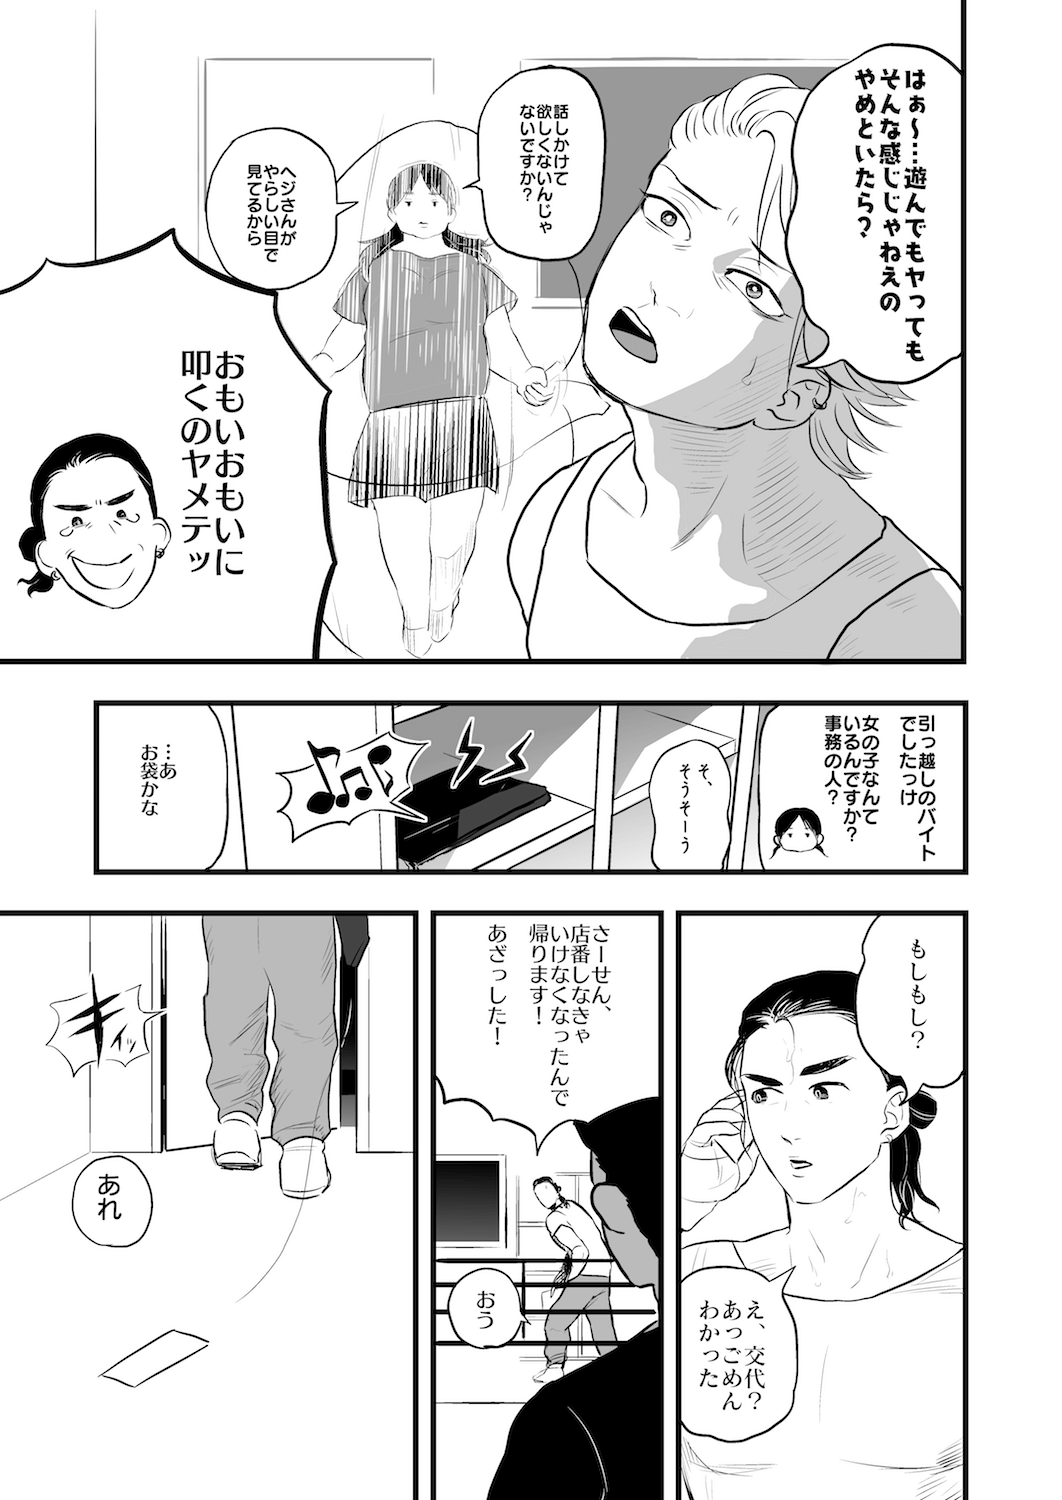 はぁ〜…遊んでもヤっても
そんな感じじゃねえの
やめといたら?
話しかけて
欲しくないんじゃ
ないですか?
ヘジさんが
やらしい目で
見てるから
おもいおもいに
叩くのヤメテッ
引っ越しのバイト
でしたっけ
女の子なんて
いるんですか?
事務の人?
そ、
そうそーう
…あ
お袋かな
もしもし?
え、交代?
あっごめん
わかった
さーせん、
店番しなきゃ
いけなくなったんで
帰ります!
あざっした!
おう
キィ
あれ